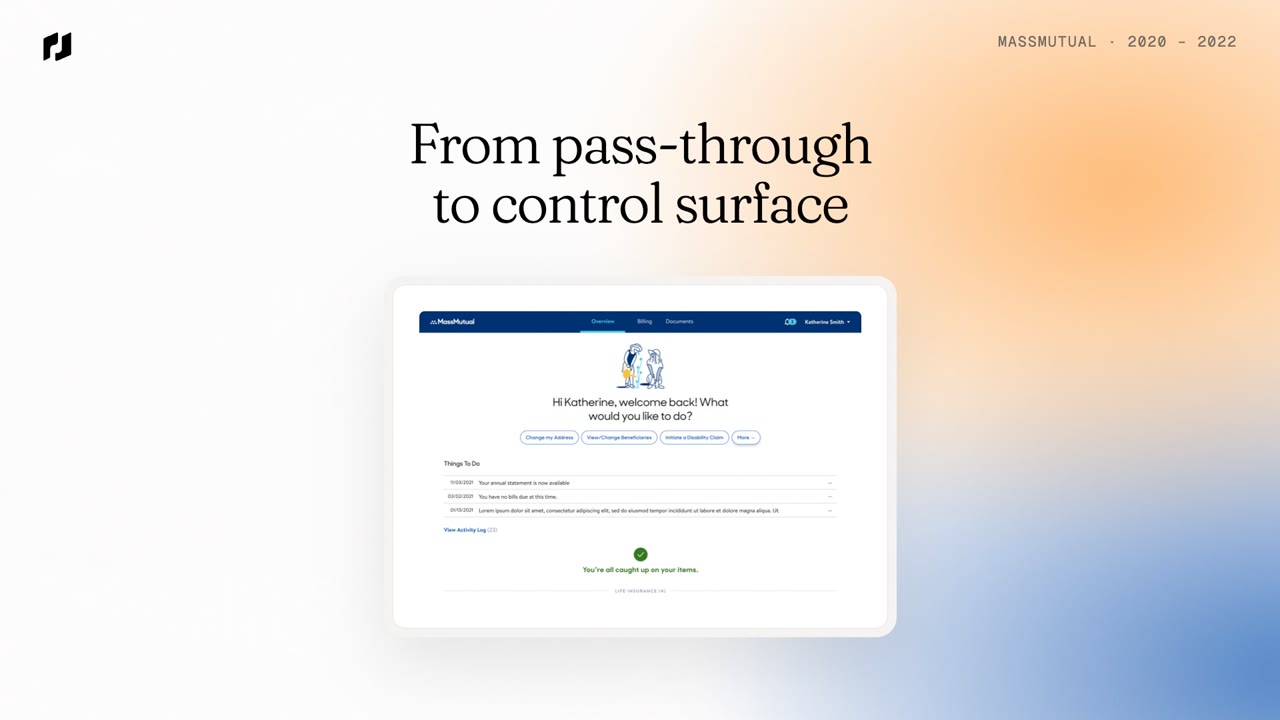 MASSMUTUAL · 2020 – 2022
From pass-through
to control surface
MassMutual
Overview
Billing
Documents
Katherine Smith
Hi Katherine, welcome back! What
would you like to do?
Change my Address
View/Change Beneficiaries
Initiate a Disability Claim
More
Things To Do
11/03/2021 Your annual statement is now available
03/02/2021 You have no bills due at this time.
01/13/2021 Lorem ipsum dolor sit amet, consectetur adipiscing elit, sed do eiusmod tempor incididunt ut labore et dolore magna aliqua. Ut
View Activity Log (23)
You're all caught up on your items.